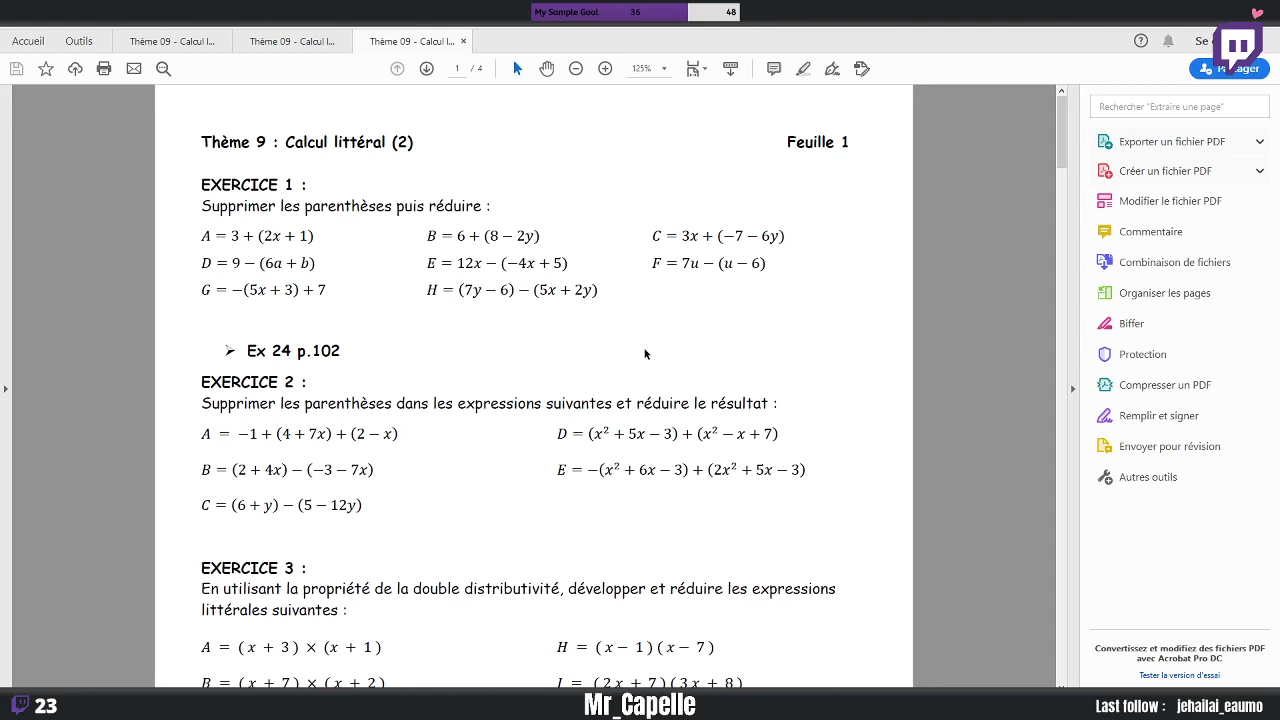 My Sample Goal 36 48
Accueil Outils Thème 09 - Calcul l... Thème 09 - Calcul l... Thème 09 - Calcul l... × Se
1 / 4 125% Partager
Rechercher "Extraire une page"
Thème 9 : Calcul littéral (2) Feuille 1
EXERCICE 1 :
Supprimer les parenthèses puis réduire :
A = 3 + (2x + 1) B = 6 + (8 − 2y) C = 3x + (−7 − 6y)
D = 9 − (6a + b) E = 12x − (−4x + 5) F = 7u − (u − 6)
G = −(5x + 3) + 7 H = (7y − 6) − (5x + 2y)
➢ Ex 24 p.102
EXERCICE 2 :
Supprimer les parenthèses dans les expressions suivantes et réduire le résultat :
A = −1 + (4 + 7x) + (2 − x) D = (x² + 5x − 3) + (x² − x + 7)
B = (2 + 4x) − (−3 − 7x) E = −(x² + 6x − 3) + (2x² + 5x − 3)
C = (6 + y) − (5 − 12y)
EXERCICE 3 :
En utilisant la propriété de la double distributivité, développer et réduire les expressions
littérales suivantes :
A = (x + 3) × (x + 1) H = (x − 1)(x − 7)
B = (x + 7) × (x + 2) I = (2x + 7)(3x + 8)
Exporter un fichier PDF
Créer un fichier PDF
Modifier le fichier PDF
Commentaire
Combinaison de fichiers
Organiser les pages
Biffer
Protection
Compresser un PDF
Remplir et signer
Envoyer pour révision
Autres outils
Convertissez et modifiez des fichiers PDF
avec Acrobat Pro DC
Tester la version d'essai
23 Mr_Capelle Last follow : jehailai_eaumo